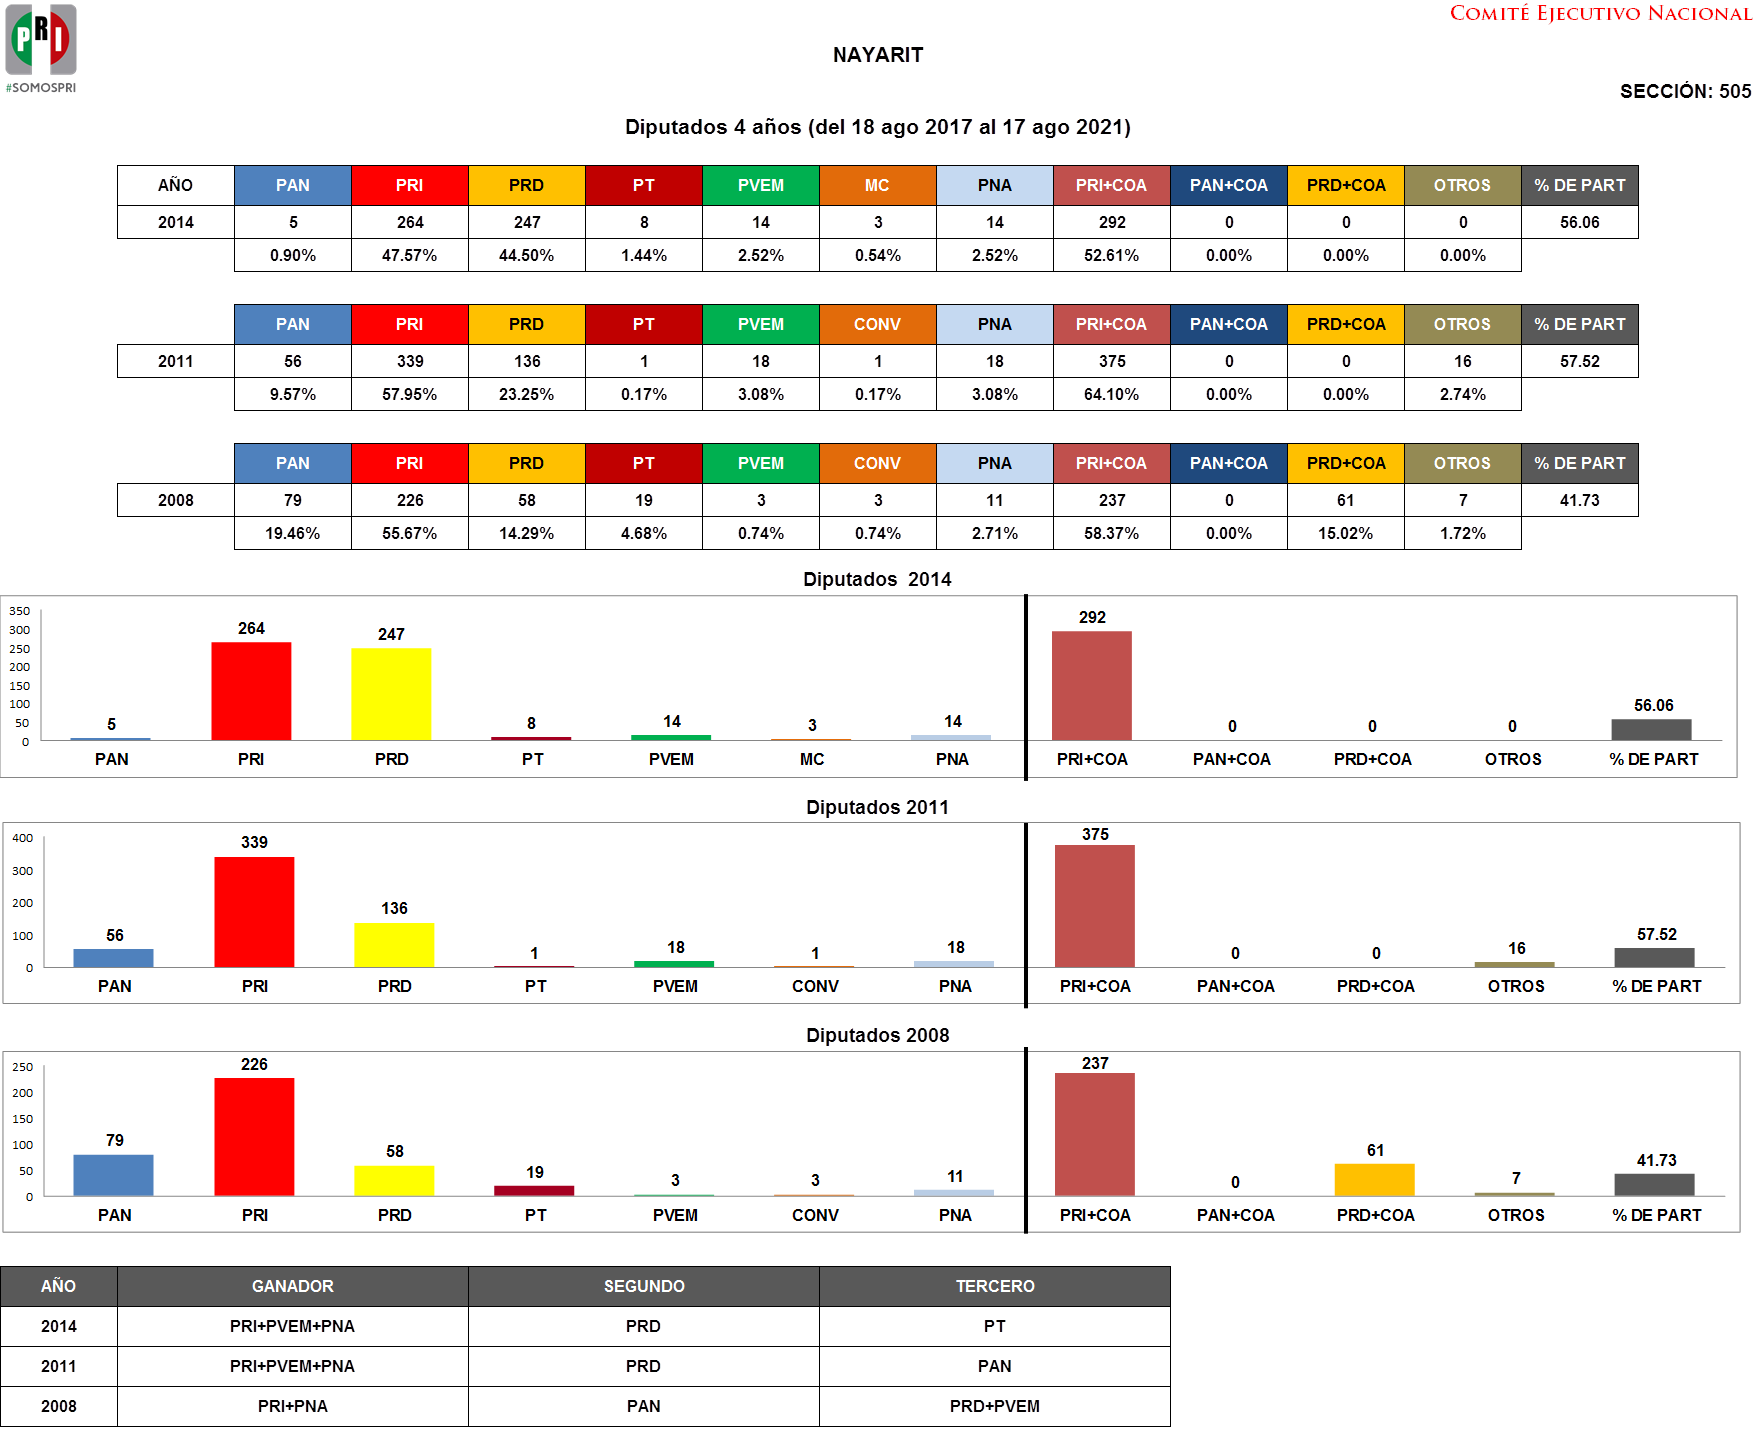 COMITÉ EJECUTIVO NACIONAL
PRI
#SOMOSPRI
NAYARIT
SECCIÓN: 505
Diputados 4 años (del 18 ago 2017 al 17 ago 2021)
AÑO PAN PRI PRD PT PVEM MC PNA PRI+COA PAN+COA PRD+COA OTROS % DE PART
2014 5 264 247 8 14 3 14 292 0 0 0 56.06
0.90% 47.57% 44.50% 1.44% 2.52% 0.54% 2.52% 52.61% 0.00% 0.00% 0.00%
PAN PRI PRD PT PVEM CONV PNA PRI+COA PAN+COA PRD+COA OTROS % DE PART
2011 56 339 136 1 18 1 18 375 0 0 16 57.52
9.57% 57.95% 23.25% 0.17% 3.08% 0.17% 3.08% 64.10% 0.00% 0.00% 2.74%
PAN PRI PRD PT PVEM CONV PNA PRI+COA PAN+COA PRD+COA OTROS % DE PART
2008 79 226 58 19 3 3 11 237 0 61 7 41.73
19.46% 55.67% 14.29% 4.68% 0.74% 0.74% 2.71% 58.37% 0.00% 15.02% 1.72%
Diputados 2014
350
300
250
200
150
100
50
0
5 264 247 8 14 3 14 292 0 0 0 56.06
PAN PRI PRD PT PVEM MC PNA PRI+COA PAN+COA PRD+COA OTROS % DE PART
Diputados 2011
400
300
200
100
0
56 339 136 1 18 1 18 375 0 0 16 57.52
PAN PRI PRD PT PVEM CONV PNA PRI+COA PAN+COA PRD+COA OTROS % DE PART
Diputados 2008
250
200
150
100
50
0
79 226 58 19 3 3 11 237 0 61 7 41.73
PAN PRI PRD PT PVEM CONV PNA PRI+COA PAN+COA PRD+COA OTROS % DE PART
AÑO GANADOR SEGUNDO TERCERO
2014 PRI+PVEM+PNA PRD PT
2011 PRI+PVEM+PNA PRD PAN
2008 PRI+PNA PAN PRD+PVEM